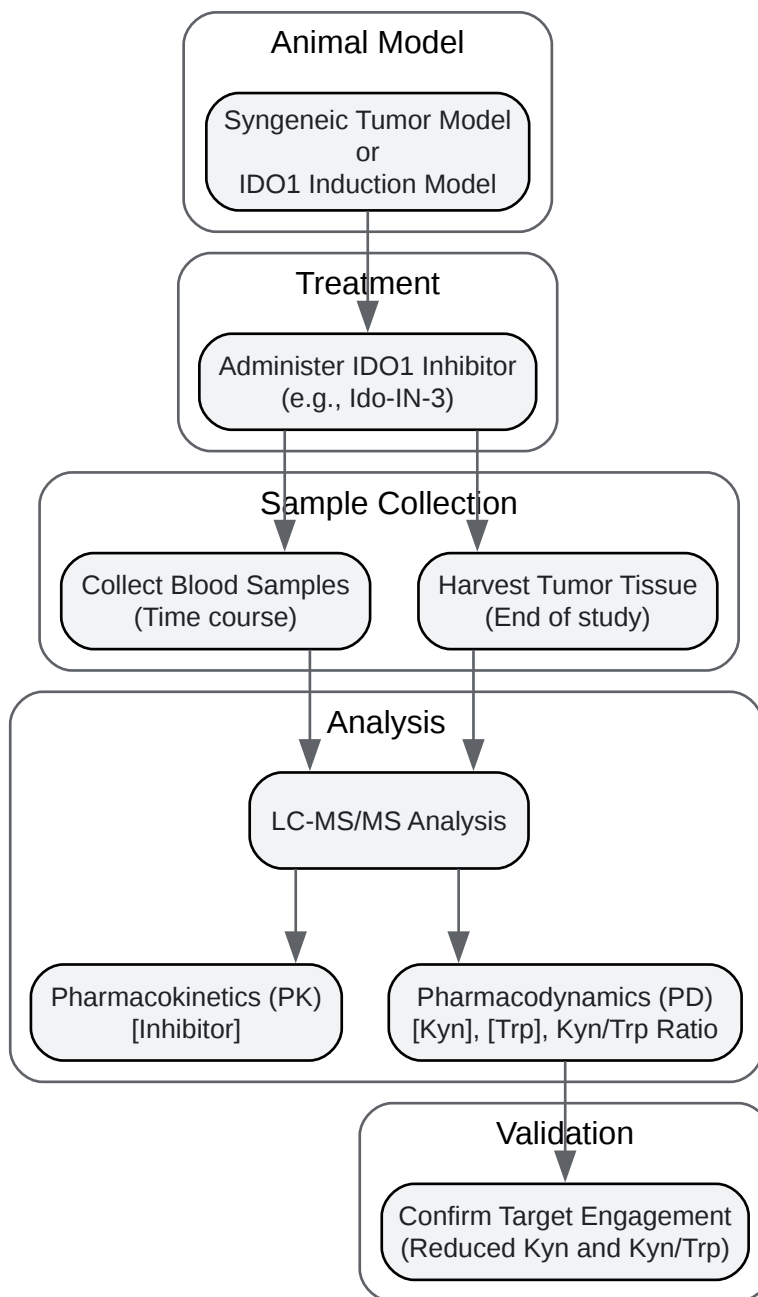 Animal Model
Syngeneic Tumor Model
or
IDO1 Induction Model
Treatment
Administer IDO1 Inhibitor
(e.g., Ido-IN-3)
Sample Collection
Collect Blood Samples
(Time course)
Harvest Tumor Tissue
(End of study)
Analysis
LC-MS/MS Analysis
Pharmacokinetics (PK)
[Inhibitor]
Pharmacodynamics (PD)
[Kyn], [Trp], Kyn/Trp Ratio
Validation
Confirm Target Engagement
(Reduced Kyn and Kyn/Trp)